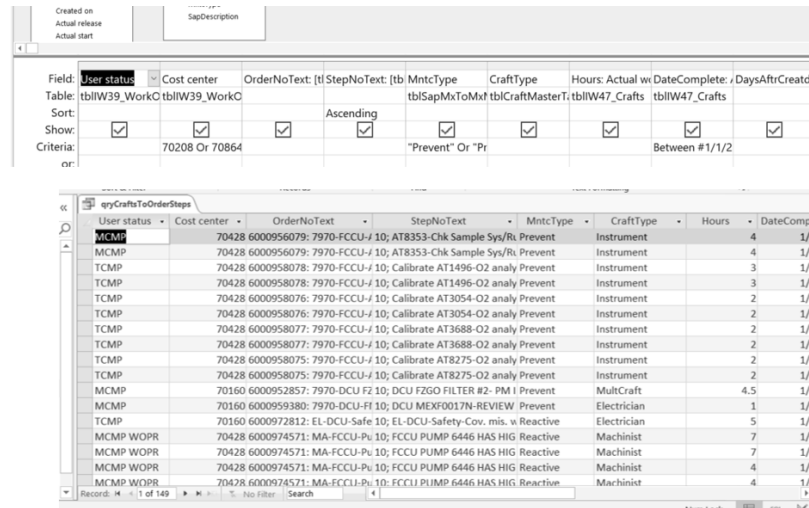 Created on
Actual release
Actual start
SapDescription
Field: User status Cost center OrderNoText: [tl StepNoText: [tb MntcType CraftType Hours: Actual wo DateComplete: / DaysAftrCreatd
Table: tblIW39_WorkO tblIW39_WorkO tblSapMxToMxM tblCraftMasterTa tblIW47_Crafts tblIW47_Crafts
Sort: Ascending
Show:
Criteria: 70208 Or 70864 "Prevent" Or "Pr Between #1/1/2
or:
qryCraftsToOrderSteps
User status Cost center OrderNoText StepNoText MntcType CraftType Hours DateComp
MCMP 70428 6000956079: 7970-FCCU-A 10; AT8353-Chk Sample Sys/Ru Prevent Instrument 4 1/
MCMP 70428 6000956079: 7970-FCCU-A 10; AT8353-Chk Sample Sys/Ru Prevent Instrument 4 1/
TCMP 70428 6000958078: 7970-FCCU-A 10; Calibrate AT1496-O2 analy Prevent Instrument 3 1/
TCMP 70428 6000958078: 7970-FCCU-A 10; Calibrate AT1496-O2 analy Prevent Instrument 3 1/
TCMP 70428 6000958076: 7970-FCCU-A 10; Calibrate AT3054-O2 analy Prevent Instrument 2 1/
TCMP 70428 6000958076: 7970-FCCU-A 10; Calibrate AT3054-O2 analy Prevent Instrument 2 1/
TCMP 70428 6000958077: 7970-FCCU-A 10; Calibrate AT3688-O2 analy Prevent Instrument 2 1/
TCMP 70428 6000958077: 7970-FCCU-A 10; Calibrate AT3688-O2 analy Prevent Instrument 2 1/
TCMP 70428 6000958075: 7970-FCCU-A 10; Calibrate AT8275-O2 analy Prevent Instrument 2 1/
TCMP 70428 6000958075: 7970-FCCU-A 10; Calibrate AT8275-O2 analy Prevent Instrument 2 1/
MCMP 70160 6000952857: 7970-DCU FZ 10; DCU FZGO FILTER #2- PM I Prevent MultCraft 4.5 1/
MCMP 70160 6000959380: 7970-DCU-FI 10; DCU MEXF0017N-REVIEW Prevent Electrician 1 1/
TCMP 70160 6000972812: EL-DCU-Safe 10; EL-DCU-Safety-Cov. mis. w Reactive Electrician 5 1/
MCMP WOPR 70428 6000974571: MA-FCCU-Pu 10; FCCU PUMP 6446 HAS HIG Reactive Machinist 7 1/
MCMP WOPR 70428 6000974571: MA-FCCU-Pu 10; FCCU PUMP 6446 HAS HIG Reactive Machinist 7 1/
MCMP WOPR 70428 6000974571: MA-FCCU-Pu 10; FCCU PUMP 6446 HAS HIG Reactive Machinist 4 1/
MCMP WOPR 70428 6000974571: MA-FCCU-Pu 10; FCCU PUMP 6446 HAS HIG Reactive Machinist 4 1/
Record: 1 of 149 No Filter Search